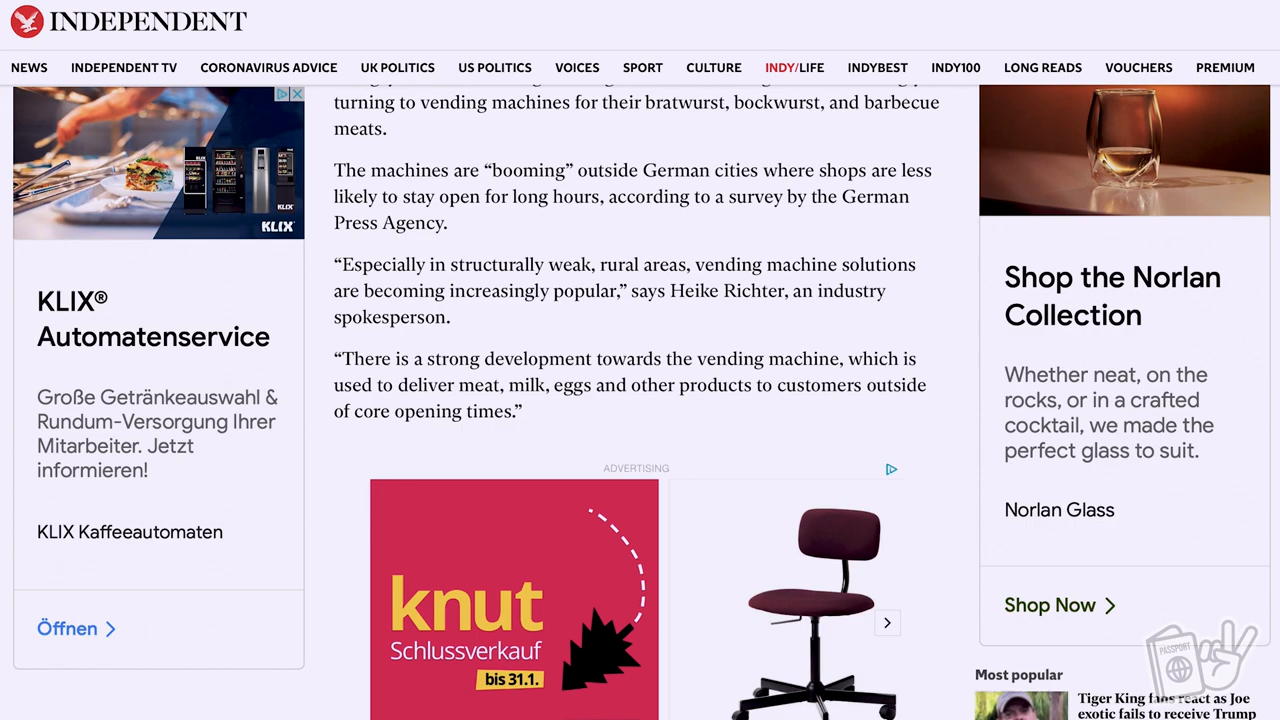 INDEPENDENT
NEWS INDEPENDENT TV CORONAVIRUS ADVICE UK POLITICS US POLITICS VOICES SPORT CULTURE INDY/LIFE INDYBEST INDY100 LONG READS VOUCHERS PREMIUM
turning to vending machines for their bratwurst, bockwurst, and barbecue
meats.
The machines are “booming” outside German cities where shops are less
likely to stay open for long hours, according to a survey by the German
Press Agency.
“Especially in structurally weak, rural areas, vending machine solutions
are becoming increasingly popular,” says Heike Richter, an industry
spokesperson.
“There is a strong development towards the vending machine, which is
used to deliver meat, milk, eggs and other products to customers outside
of core opening times.”
KLIX
KLIX
KLIX
KLIX®
Automatenservice
Große Getränkeauswahl &
Rundum-Versorgung Ihrer
Mitarbeiter. Jetzt
informieren!
KLIX Kaffeeautomaten
Öffnen
ADVERTISING
knut
Schlussverkauf
bis 31.1.
Shop the Norlan
Collection
Whether neat, on the
rocks, or in a crafted
cocktail, we made the
perfect glass to suit.
Norlan Glass
Shop Now
PASSPORT
Most popular
Tiger King fans react as Joe
exotic fails to receive Trump